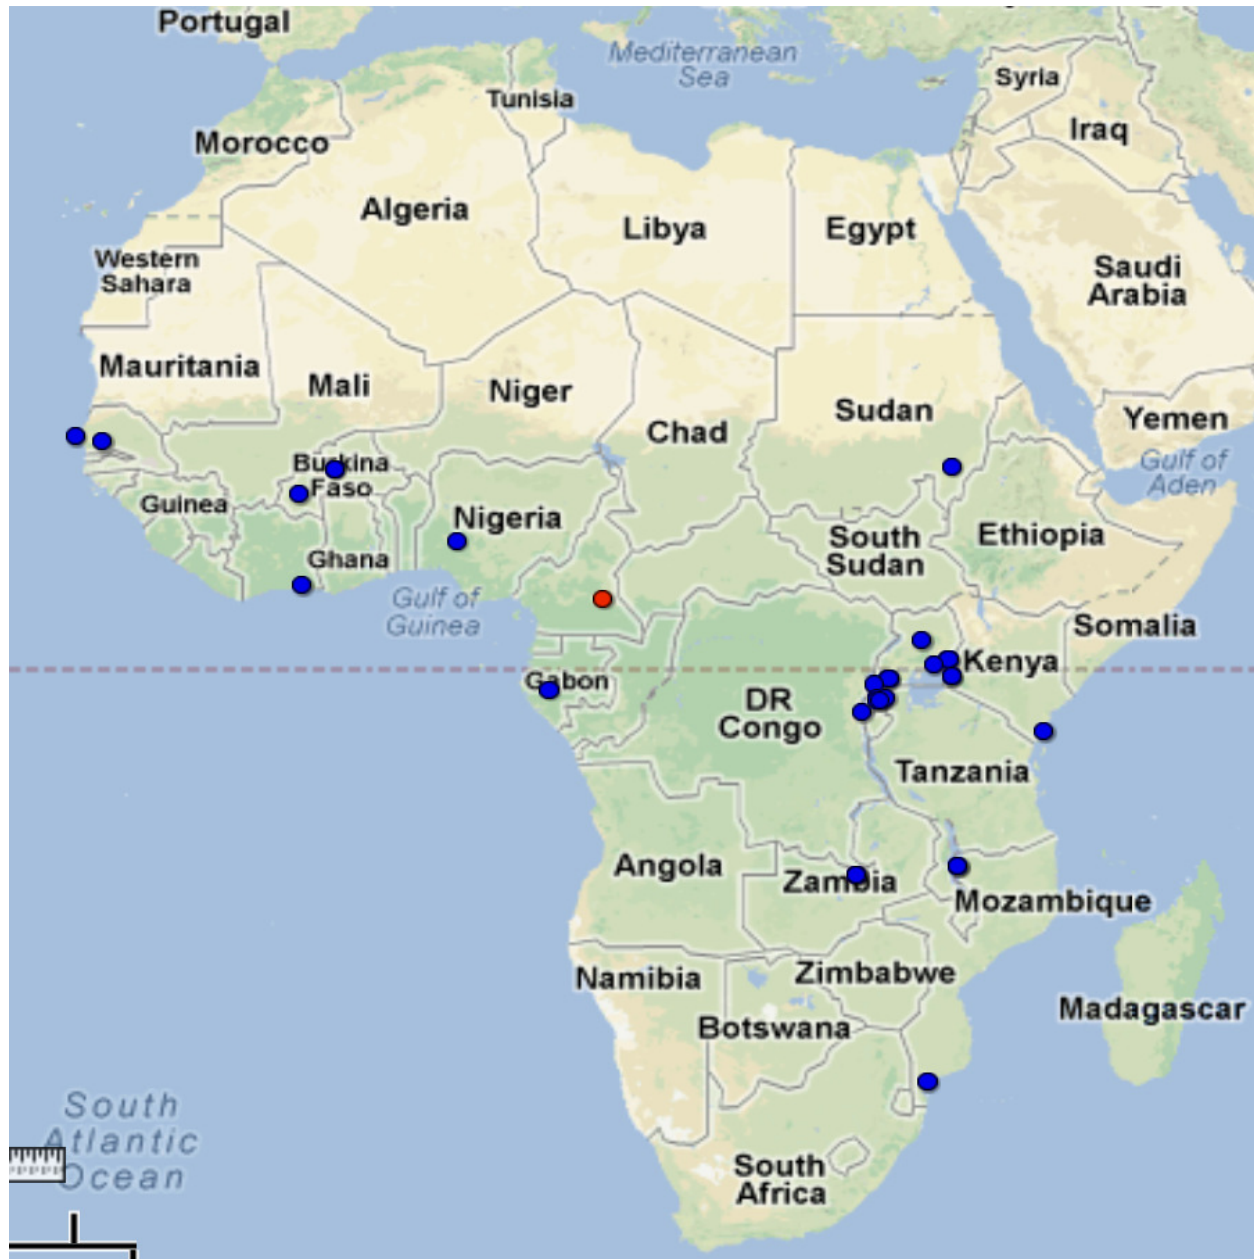 Portugal
Mediterranean
Sea
Syria
Tunisia
Iraq
Morocco
Algeria
Libya
Egypt
Western
Sahara
Saudi
Arabia
Mauritania
Mali
Niger
Chad
Sudan
Yemen
Gulf of
Aden
Burkina
Faso
Guinea
Nigeria
South
Sudan
Ethiopia
Ghana
Gulf of
Guinea
Somalia
Kenya
Gabon
DR
Congo
Tanzania
Angola
Zambia
Mozambique
Namibia
Zimbabwe
Madagascar
Botswana
South
Atlantic
Ocean
South
Africa